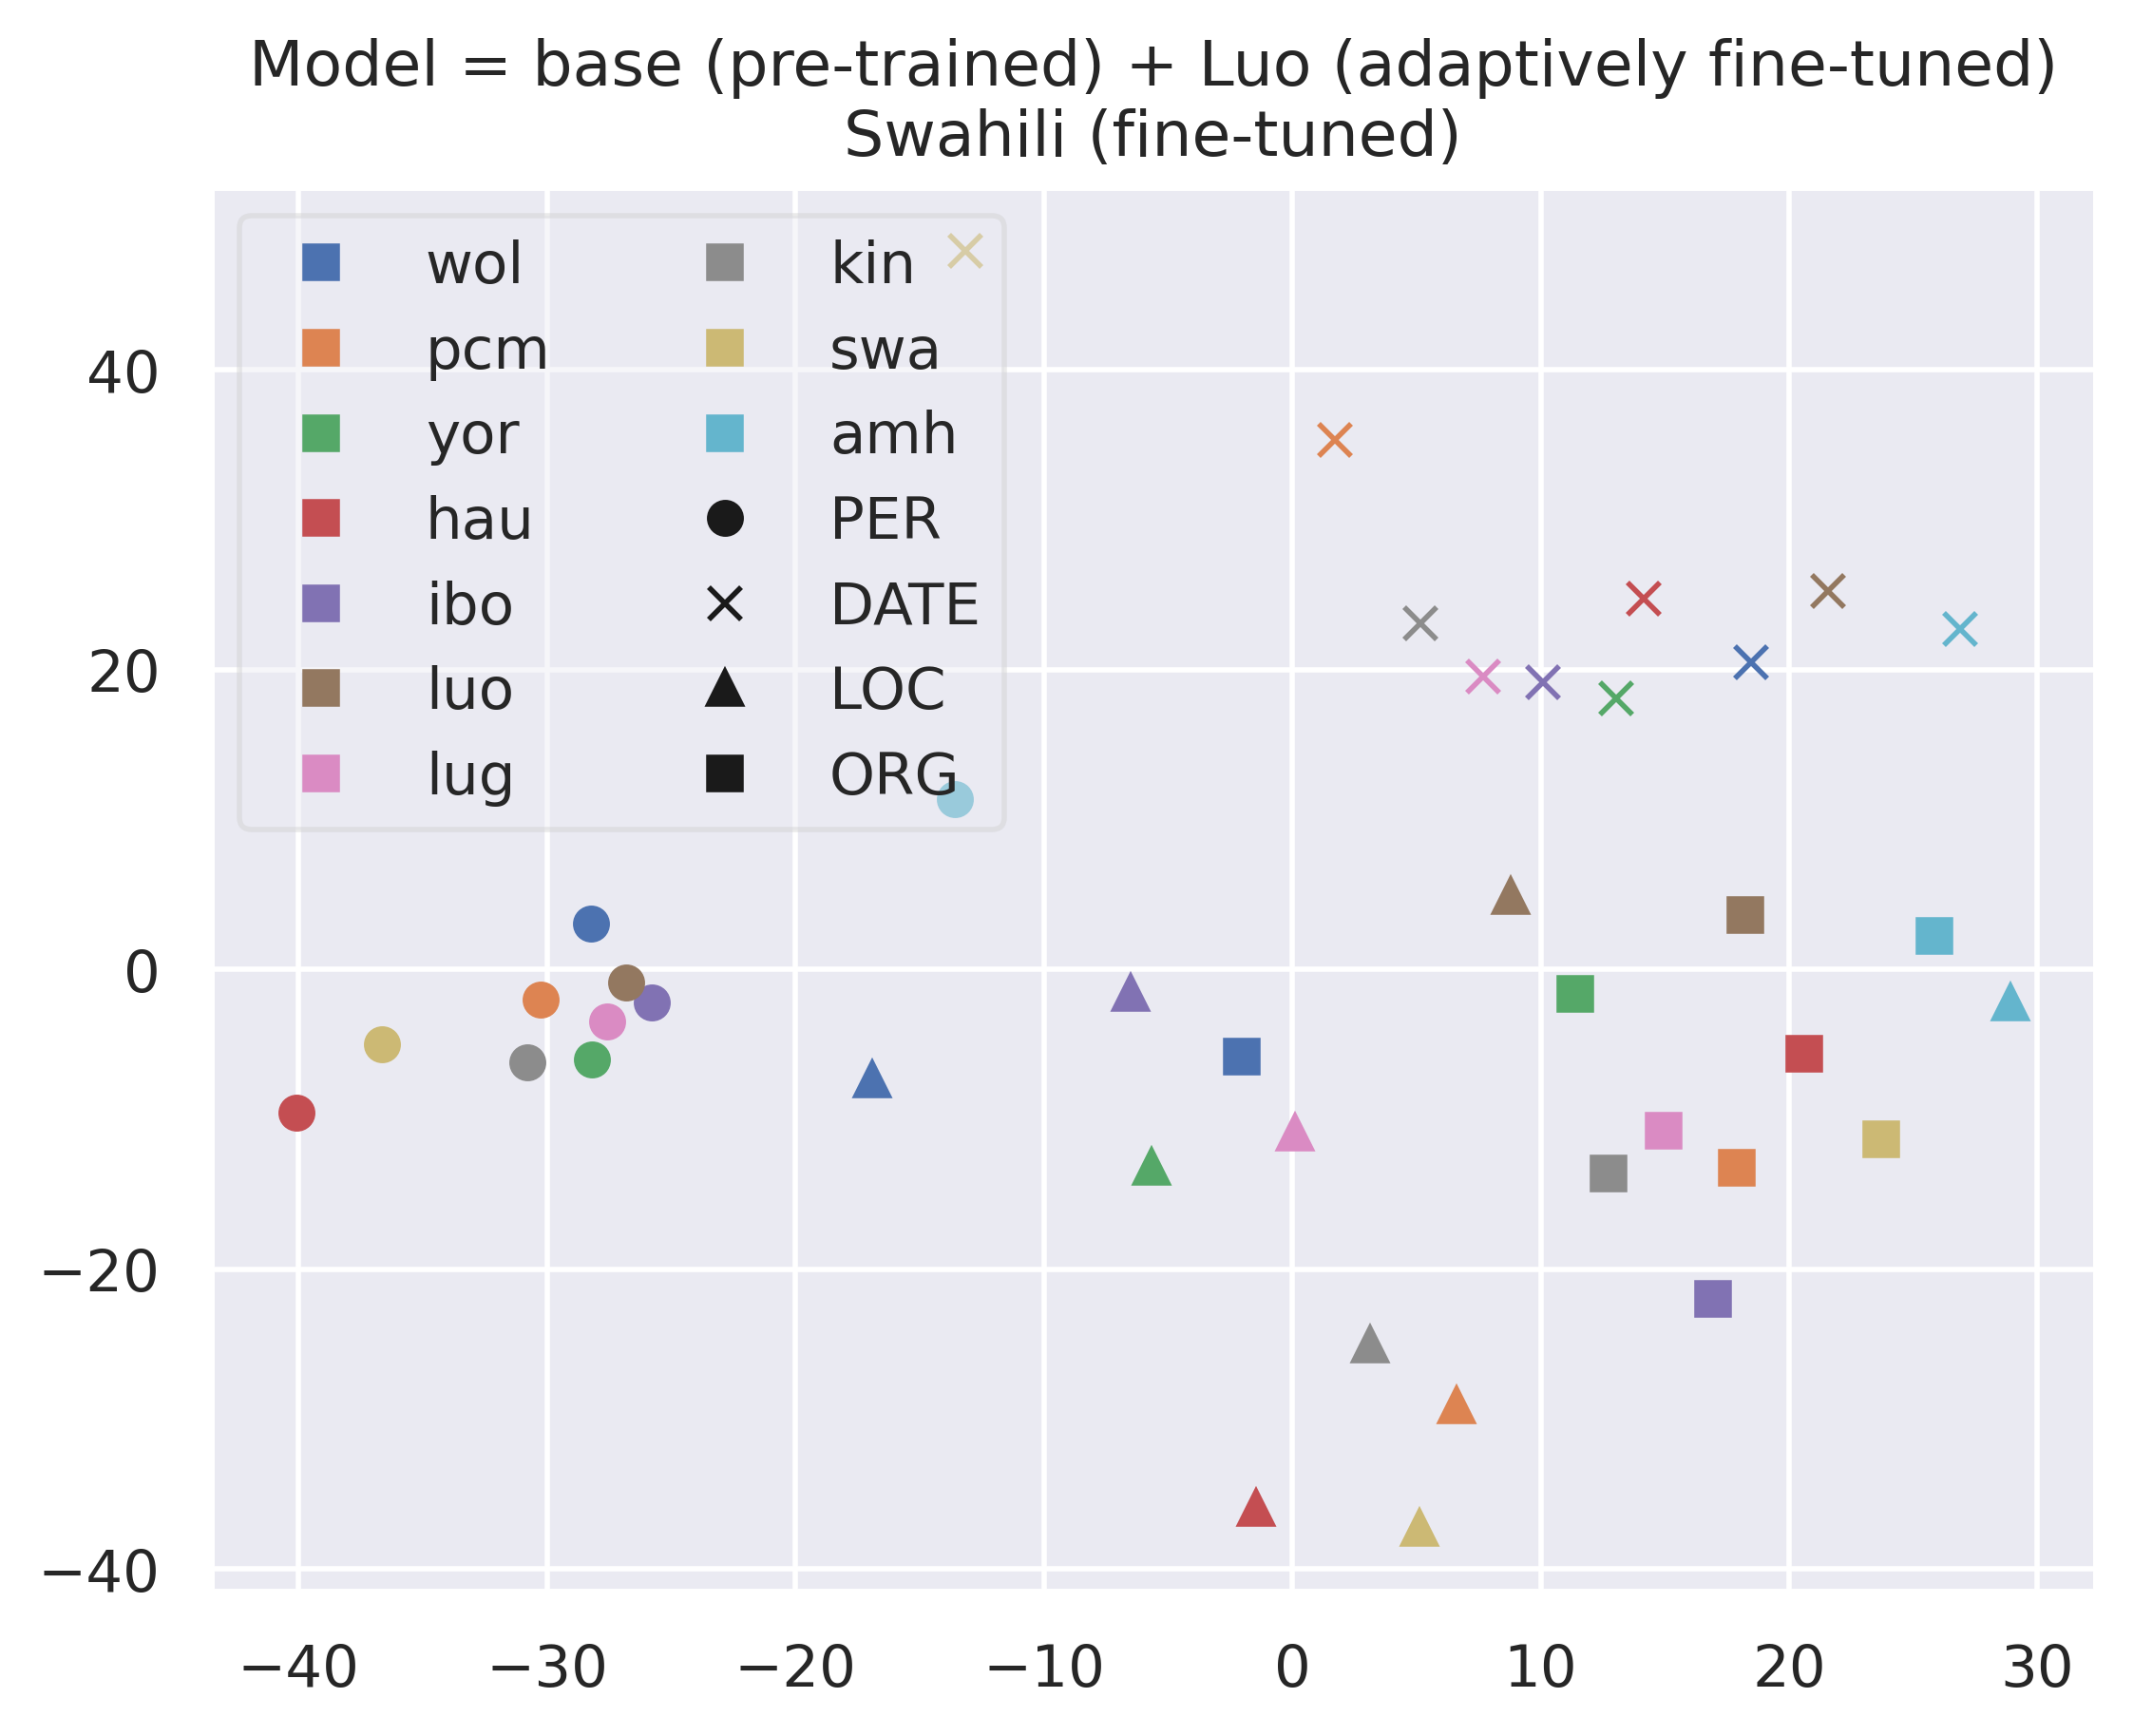 Model = base (pre-trained) + Luo (adaptively fine-tuned)
Swahili (fine-tuned)
wol
pcm
yor
hau
ibo
luo
lug
kin
swa
amh
PER
DATE
LOC
ORG
40
20
0
−20
−40
−40 −30 −20 −10 0 10 20 30